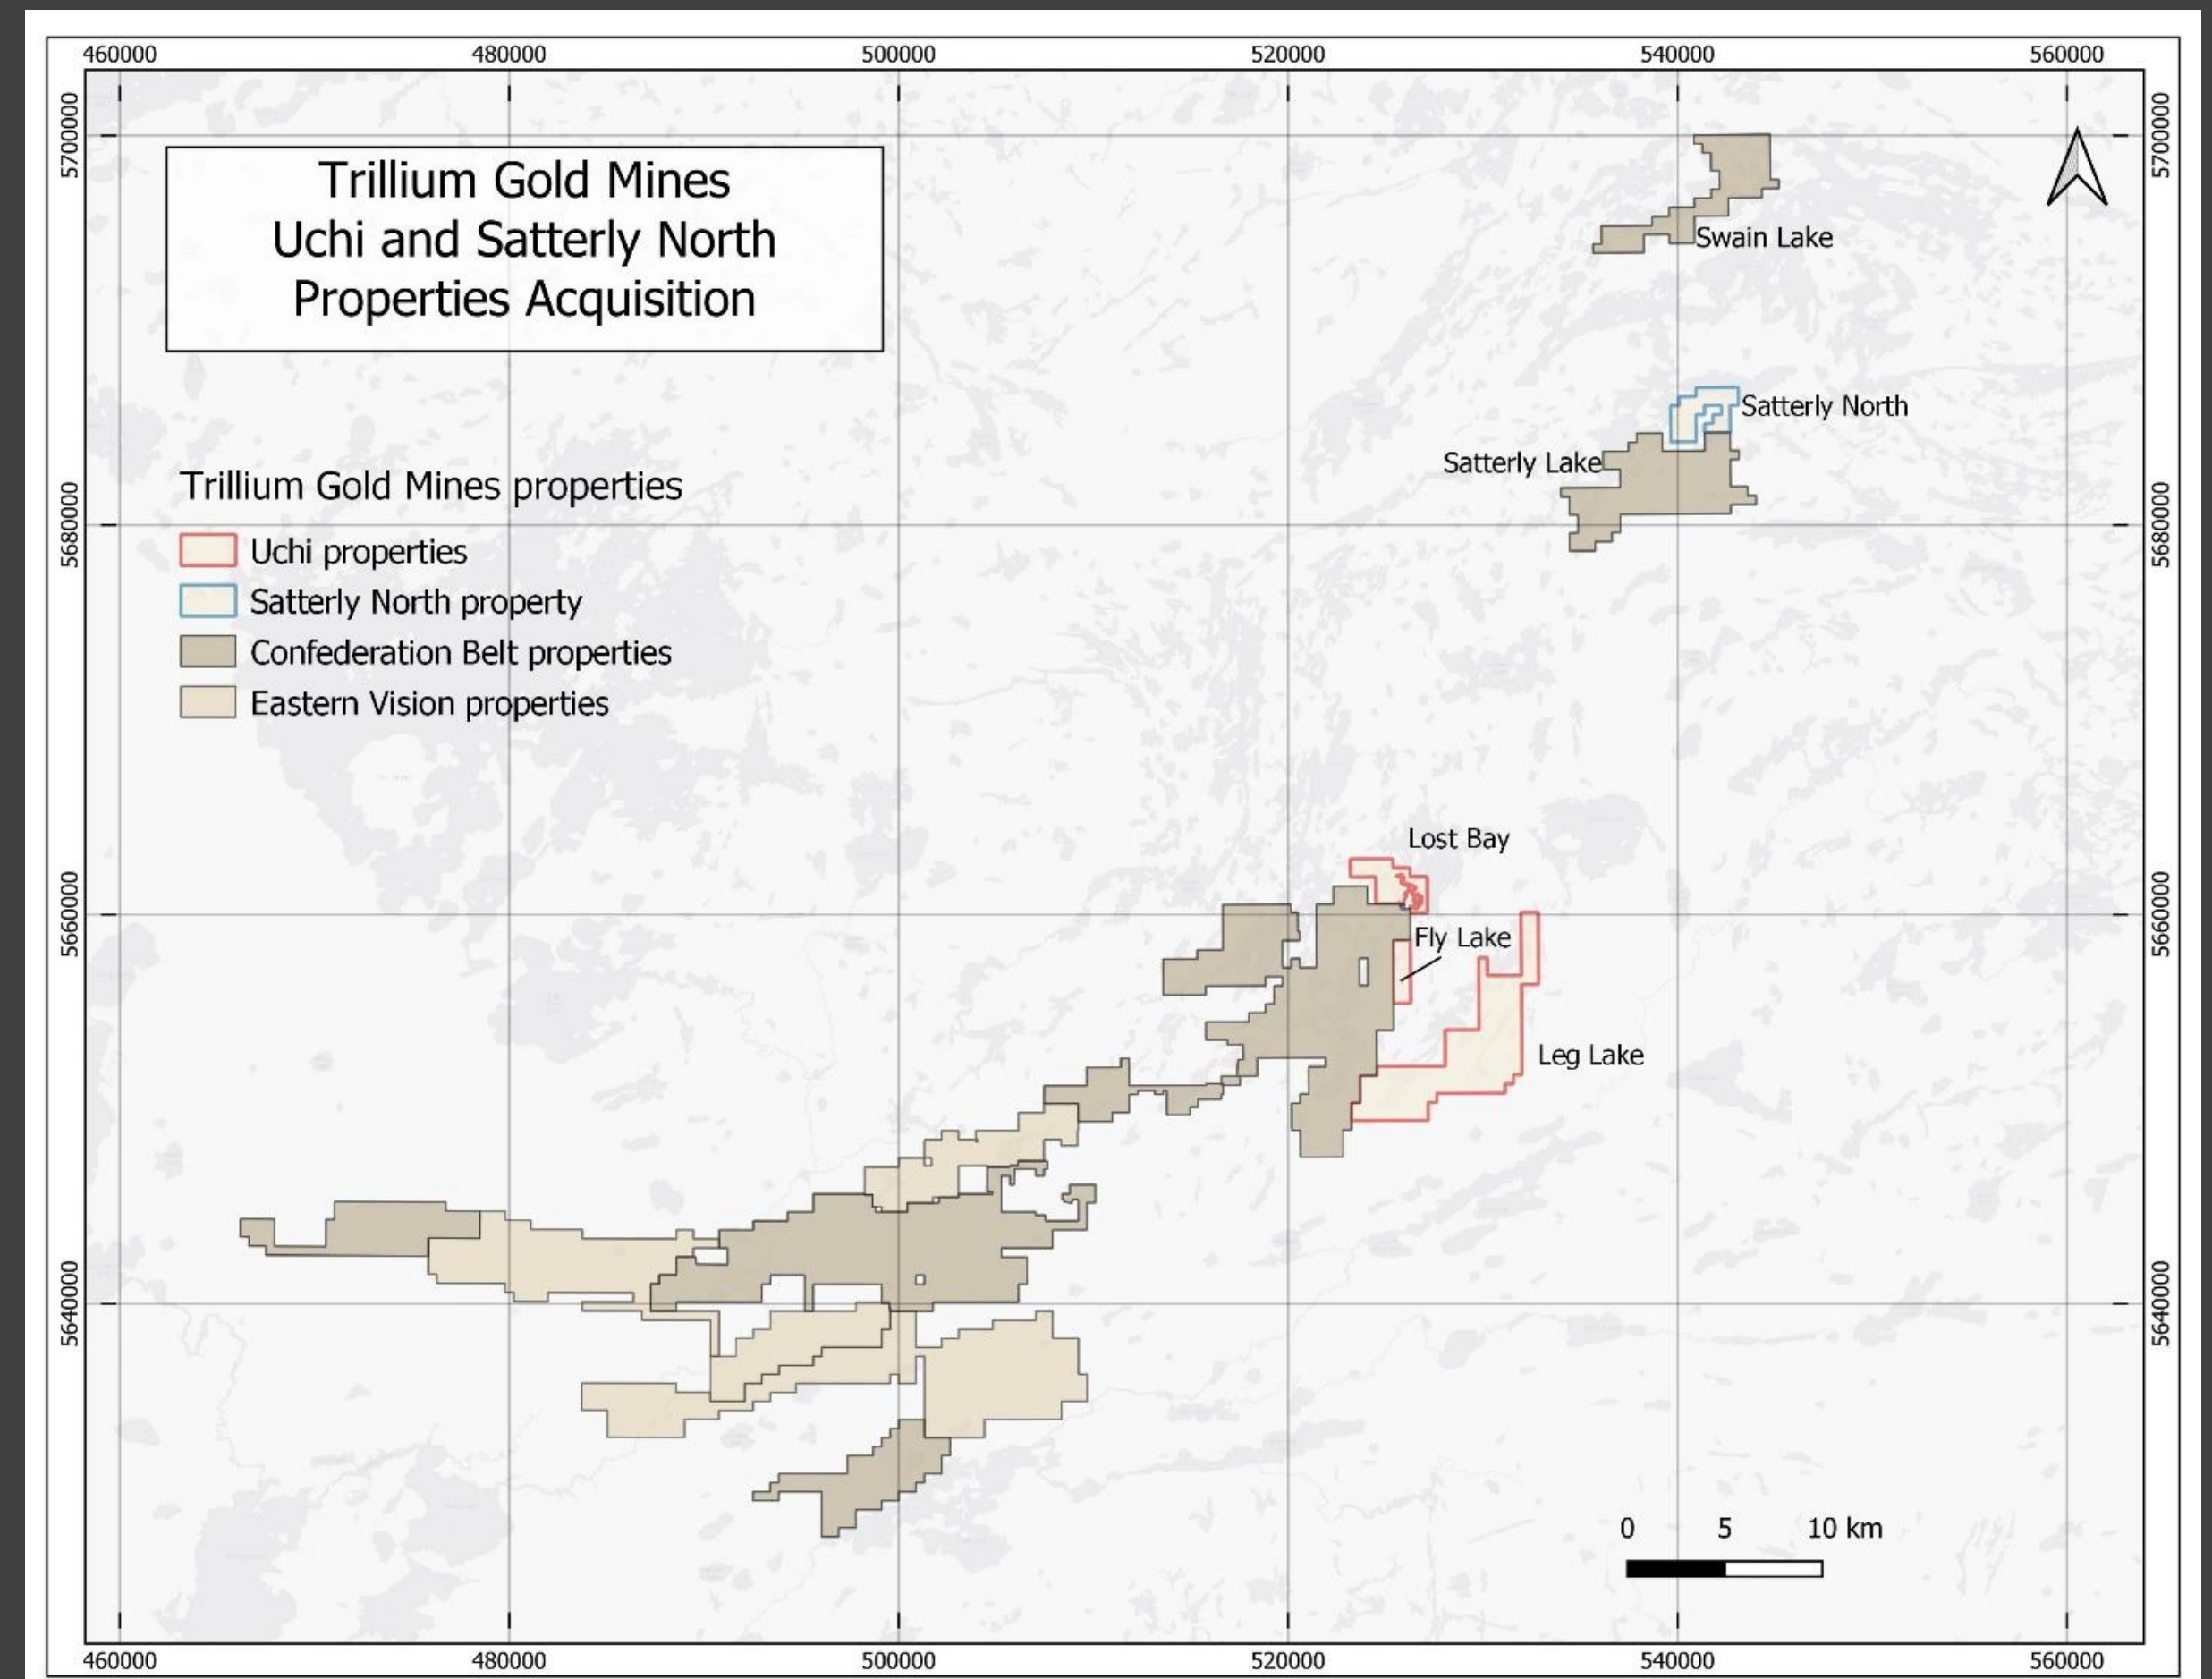 460000 480000 500000 520000 540000 560000
5700000 5700000
Trillium Gold Mines
Uchi and Satterly North
Properties Acquisition
Swain Lake
Satterly North
Satterly Lake
Trillium Gold Mines properties
5680000 5680000
Uchi properties
Satterly North property
Confederation Belt properties
Eastern Vision properties
Lost Bay
5660000 5660000
Fly Lake
Leg Lake
5640000 5640000
0 5 10 km
460000 480000 500000 520000 540000 560000